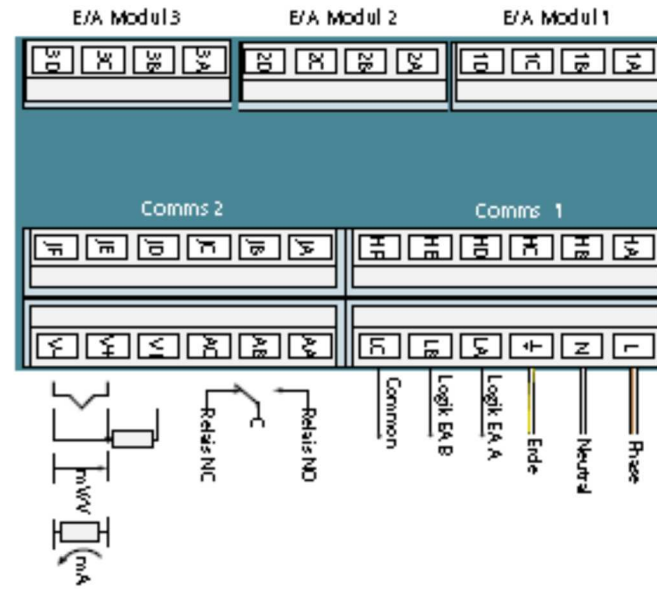 E/A Modul 3 E/A Modul 2 E/A Modul 1
3D 3C 3B 3A 2D 2C 2B 2A 1D 1C 1B 1A
Comms 2 Comms 1
JF JE JD JC JB JA HF HE HD HC HB HA
V- V+ VI AC AB AA LC LB LA N L
Common
Logik EA B
Logik EA A
Erde
Neutral
Phase
Relais NC
C
Relais NO
mV/V
mA